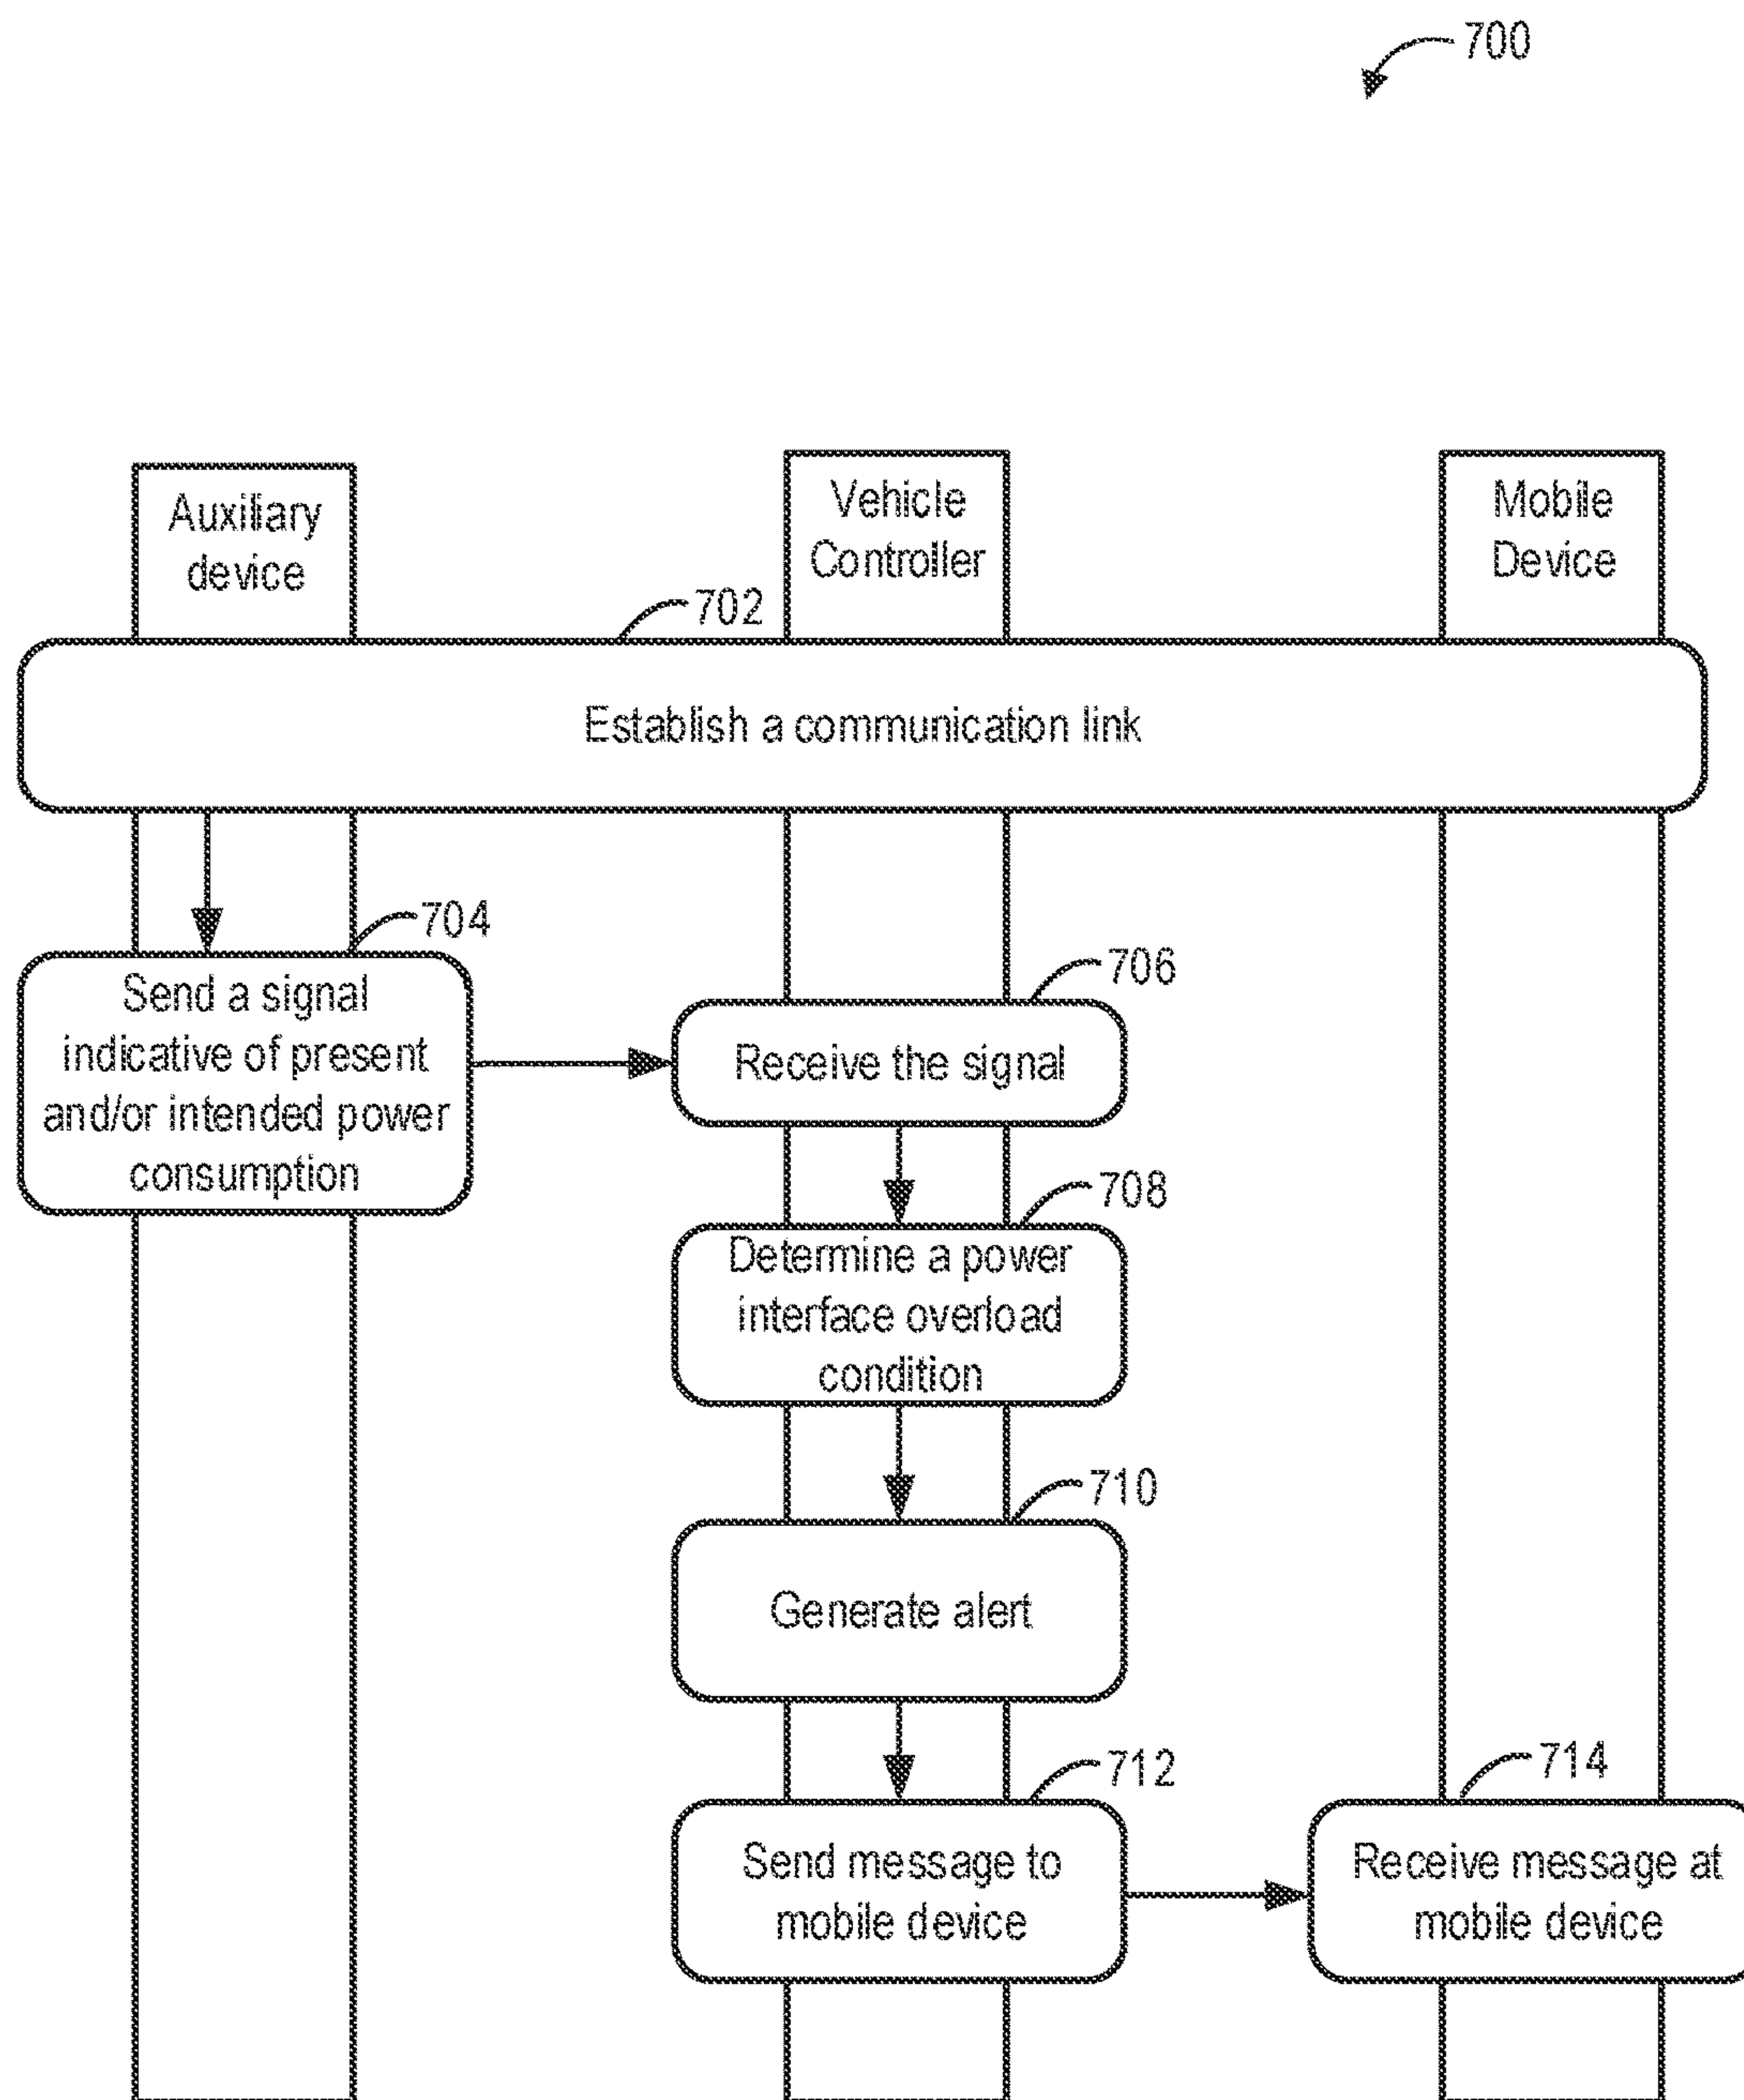 700
Auxiliary
device
Vehicle
Controller
Mobile
Device
702
Establish a communication link
704
Send a signal
indicative of present
and/or intended power
consumption
706
Receive the signal
708
Determine a power
interface overload
condition
710
Generate alert
712
Send message to
mobile device
714
Receive message at
mobile device